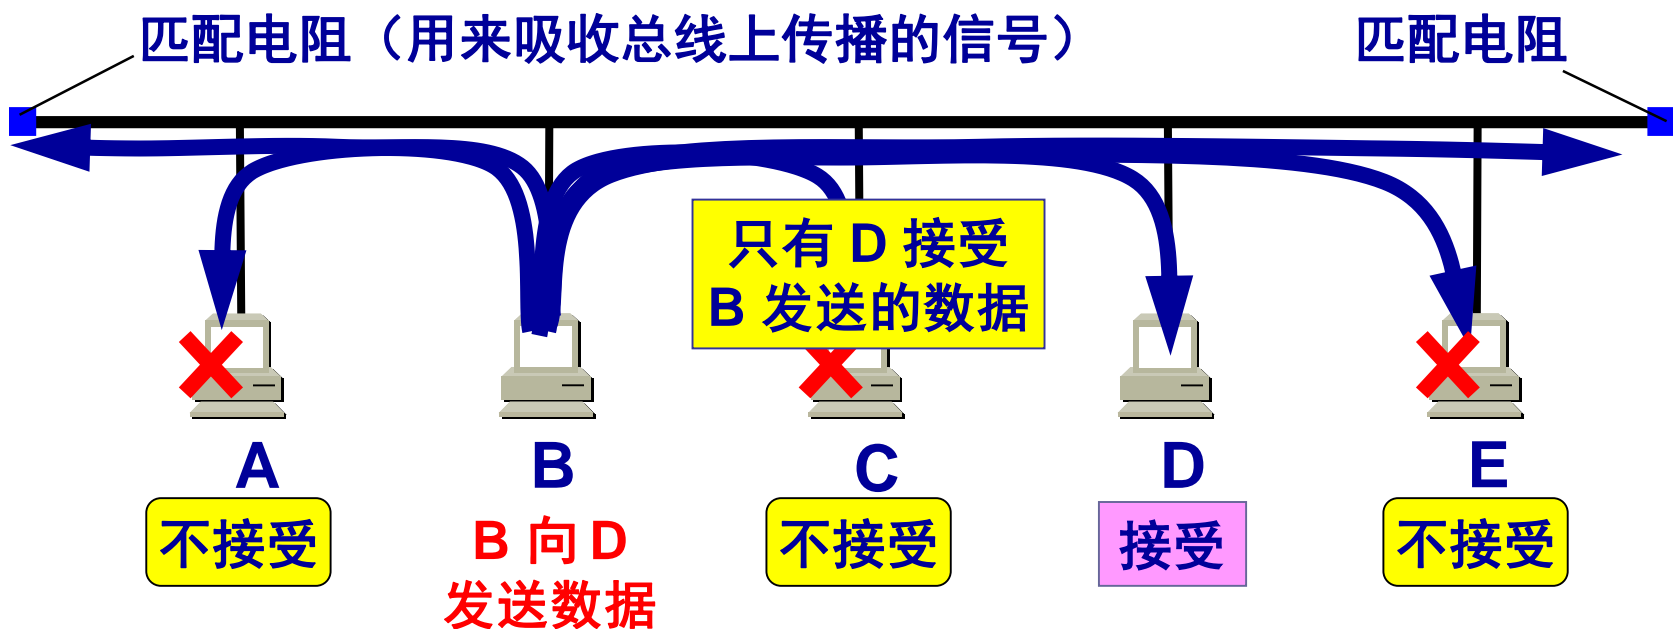 匹配电阻（用来吸收总线上传播的信号）
匹配电阻
只有 D 接受
B 发送的数据
A
B
C
D
E
不接受
B 向 D
发送数据
不接受
接受
不接受